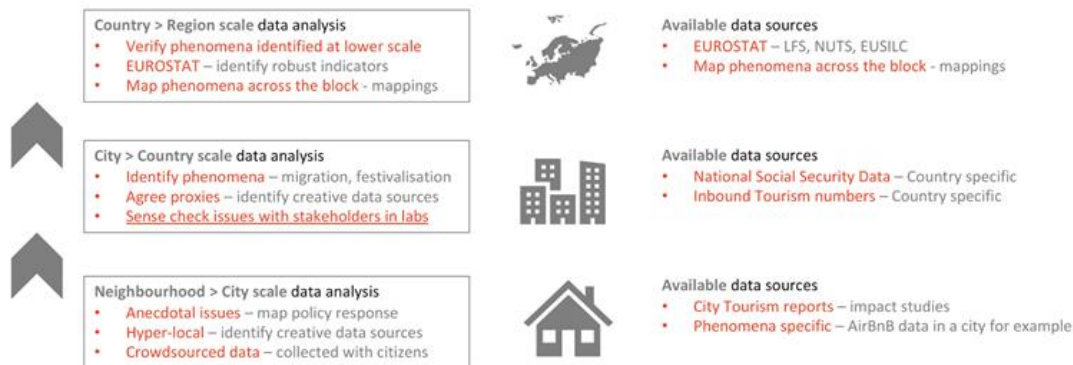 Country > Region scale data analysis
• Verify phenomena identified at lower scale
• EUROSTAT – identify robust indicators
• Map phenomena across the block - mappings
Available data sources
• EUROSTAT – LFS, NUTS, EUSILC
• Map phenomena across the block - mappings
City > Country scale data analysis
• Identify phenomena – migration, festivalisation
• Agree proxies – identify creative data sources
• Sense check issues with stakeholders in labs
Available data sources
• National Social Security Data – Country specific
• Inbound Tourism numbers – Country specific
Neighbourhood > City scale data analysis
• Anecdotal issues – map policy response
• Hyper-local – identify creative data sources
• Crowdsourced data – collected with citizens
Available data sources
• City Tourism reports – impact studies
• Phenomena specific – AirBnB data in a city for example